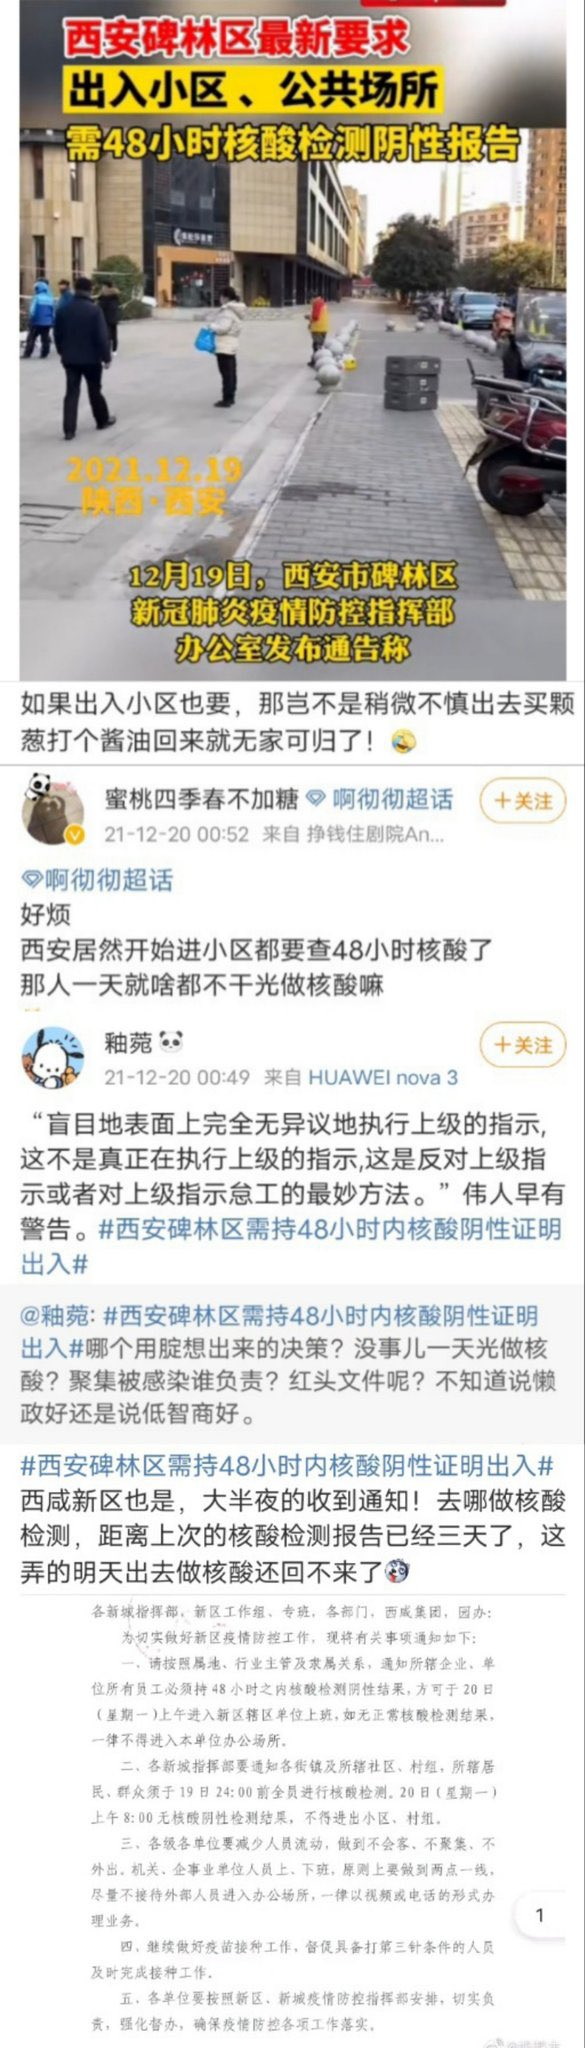 西安碑林区最新要求
出入小区、公共场所
需48小时核酸检测阴性报告
2021.12.19
陕西·西安
12月19日，西安市碑林区
新冠肺炎疫情防控指挥部
办公室发布通告称
如果出入小区也要，那岂不是稍微不慎出去买颗
葱打个酱油回来就无家可归了！
蜜桃四季春不加糖 啊彻彻超话
＋关注
21-12-20 00:52 来自 挣钱住剧院An...
啊彻彻超话
好烦
西安居然开始进小区都要查48小时核酸了
那人一天就啥都不干光做核酸嘛
釉菀
＋关注
21-12-20 00:49 来自 HUAWEI nova 3
“盲目地表面上完全无异议地执行上级的指示,
这不是真正在执行上级的指示,这是反对上级指
示或者对上级指示怠工的最妙方法。”伟人早有
警告。#西安碑林区需持48小时内核酸阴性证明
出入#
@釉菀: #西安碑林区需持48小时内核酸阴性证明
出入#哪个用腚想出来的决策？没事儿一天光做核
酸？聚集被感染谁负责？红头文件呢？不知道说懒
政好还是说低智商好。
#西安碑林区需持48小时内核酸阴性证明出入#
西咸新区也是，大半夜的收到通知！去哪做核酸
检测，距离上次的核酸检测报告已经三天了，这
弄的明天出去做核酸还回不来了
各新城指挥部、新区工作组、专班，各部门，西咸集团，园办：
为切实做好新区疫情防控工作，现将有关事项通知如下：
一、请按照属地、行业主管及隶属关系，通知所辖企业、单
位所有员工必须持48小时之内核酸检测阴性结果，方可于20日
（星期一）上午进入新区辖区单位上班，如无正常核酸检测结果，
一律不得进入本单位办公场所。
二、各新城指挥部要通知各街镇及所辖社区、村组，所辖居
民、群众须于19日24:00前全员进行核酸检测。20日（星期一）
上午8:00无核酸阴性检测结果，不得进出小区、村组。
三、各级各单位要减少人员流动，做到不会客、不聚集、不
外出。机关、企事业单位人员上、下班，原则上要做到两点一线，
尽量不接待外部人员进入办公场所，一律以视频或电话的形式办
理业务。
1
四、继续做好疫苗接种工作，督促具备打第三针条件的人员
及时完成接种工作。
五、各单位要按照新区、新城疫情防控指挥部安排，切实负
责，强化督办，确保疫情防控各项工作落实。